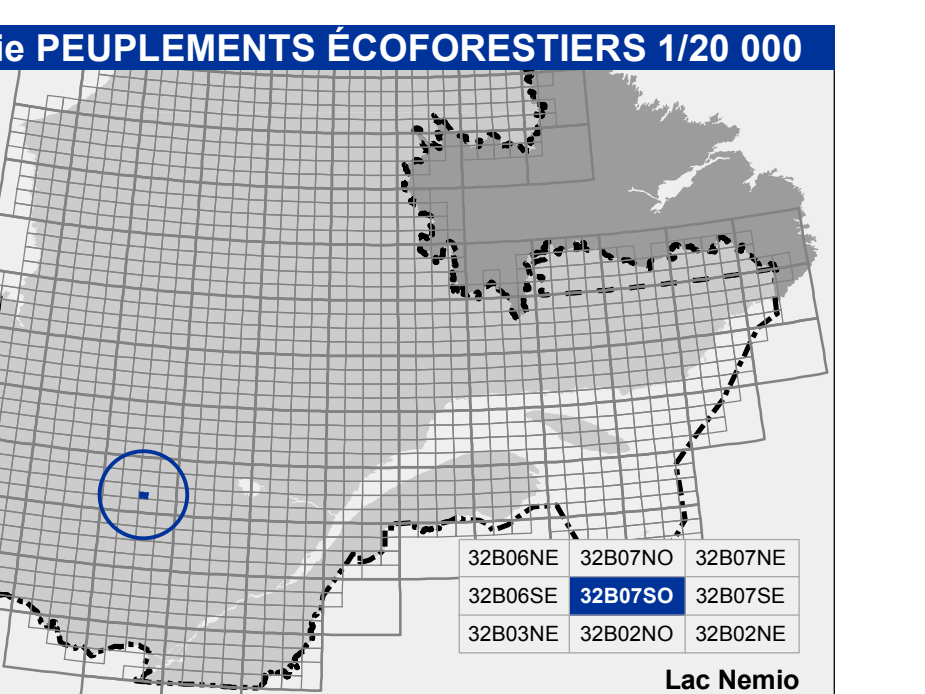 ie PEUPLEMENTS ÉCOFORESTIERS 1/20 000
32B06NE 32B07NO 32B07NE
32B06SE 32B07SO 32B07SE
32B03NE 32B02NO 32B02NE
Lac Nemio